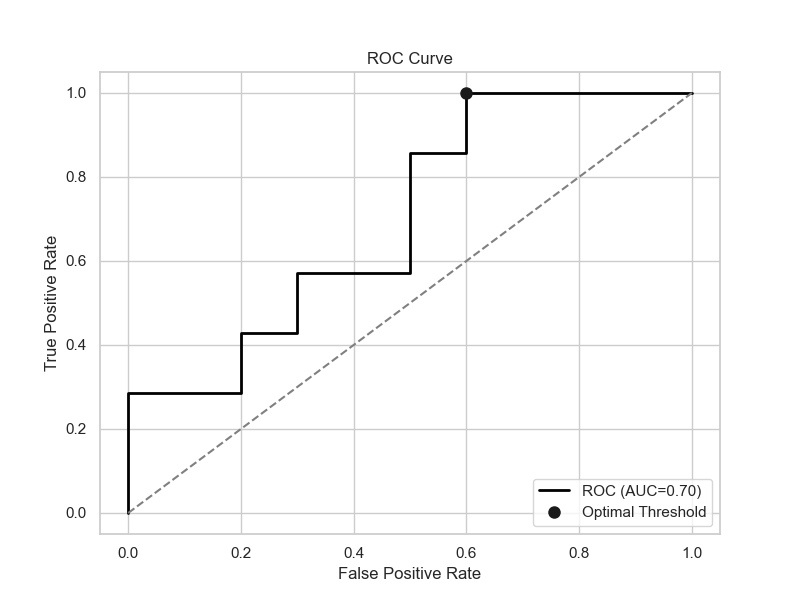 ROC Curve
True Positive Rate
1.0
0.8
0.6
0.4
0.2
0.0
ROC (AUC=0.70)
Optimal Threshold
0.0 0.2 0.4 0.6 0.8 1.0
False Positive Rate